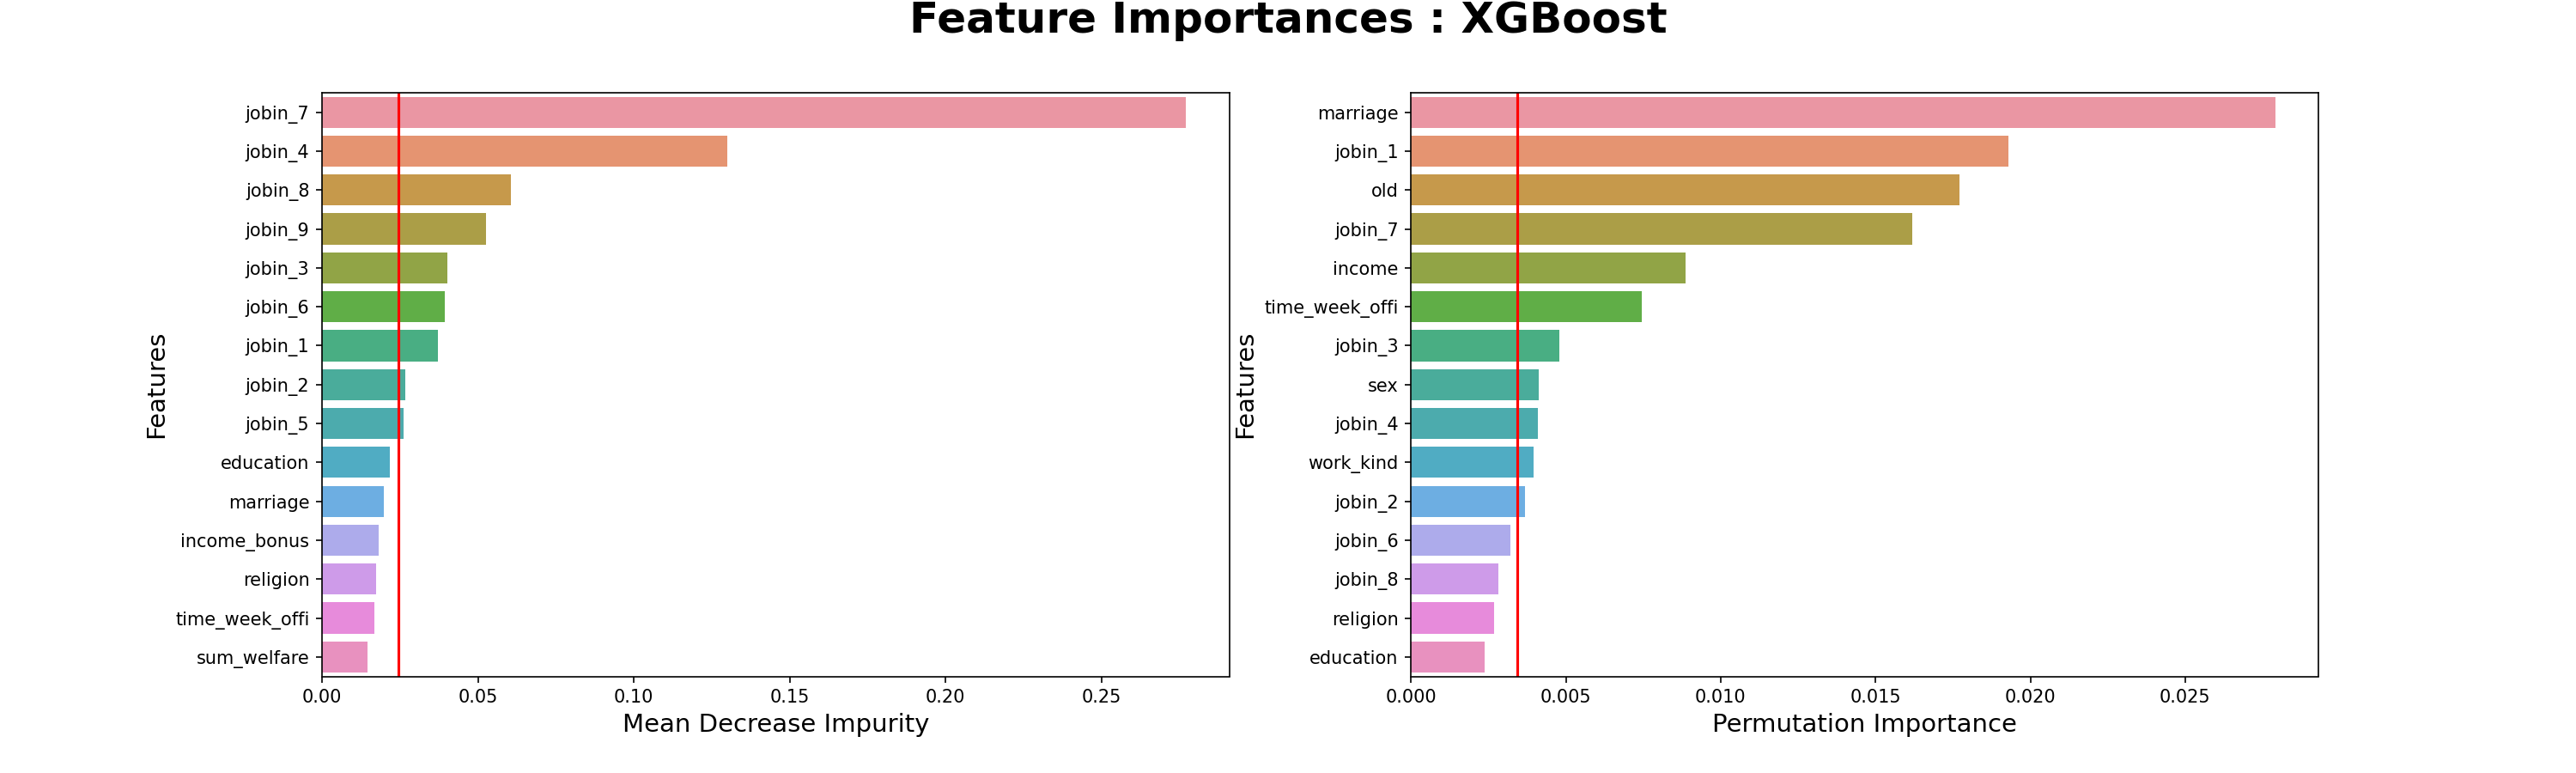 Feature Importances : XGBoost
Features
jobin_7
jobin_4
jobin_8
jobin_9
jobin_3
jobin_6
jobin_1
jobin_2
jobin_5
education
marriage
income_bonus
religion
time_week_offi
sum_welfare
0.00 0.05 0.10 0.15 0.20 0.25
Mean Decrease Impurity
Features
marriage
jobin_1
old
jobin_7
income
time_week_offi
jobin_3
sex
jobin_4
work_kind
jobin_2
jobin_6
jobin_8
religion
education
0.000 0.005 0.010 0.015 0.020 0.025
Permutation Importance